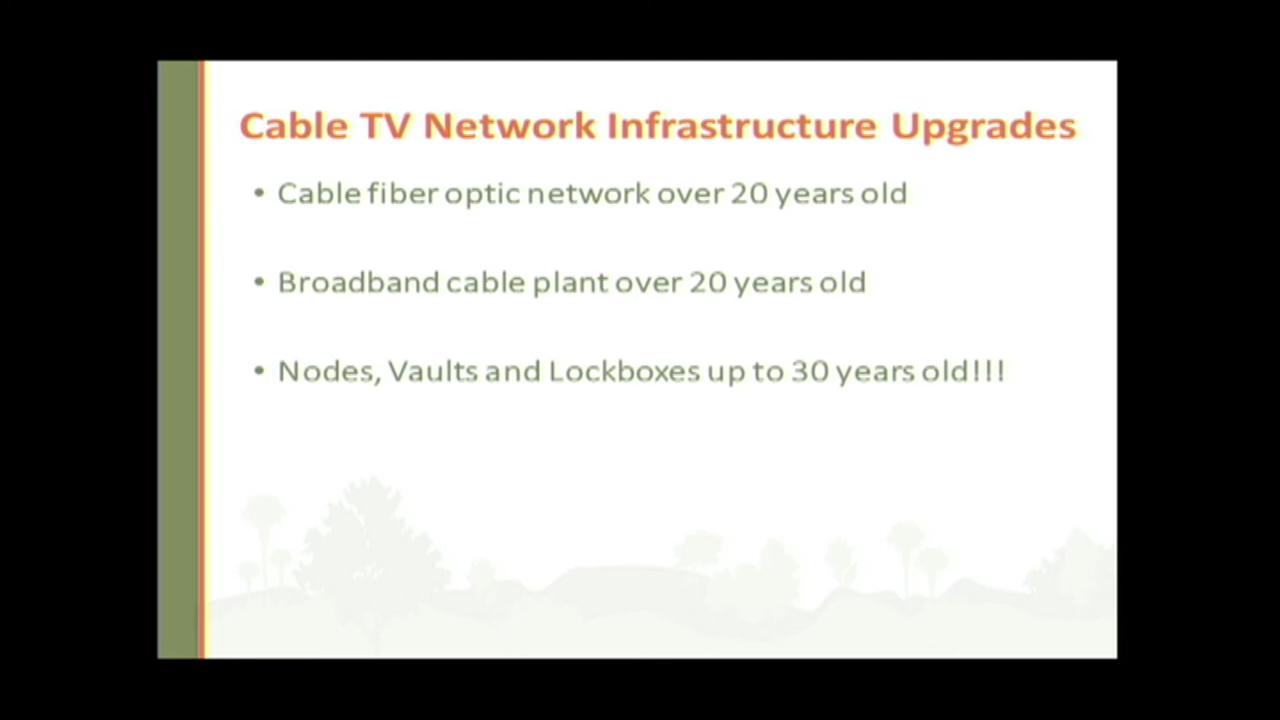 Cable TV Network Infrastructure Upgrades
• Cable fiber optic network over 20 years old
• Broadband cable plant over 20 years old
• Nodes, Vaults and Lockboxes up to 30 years old!!!